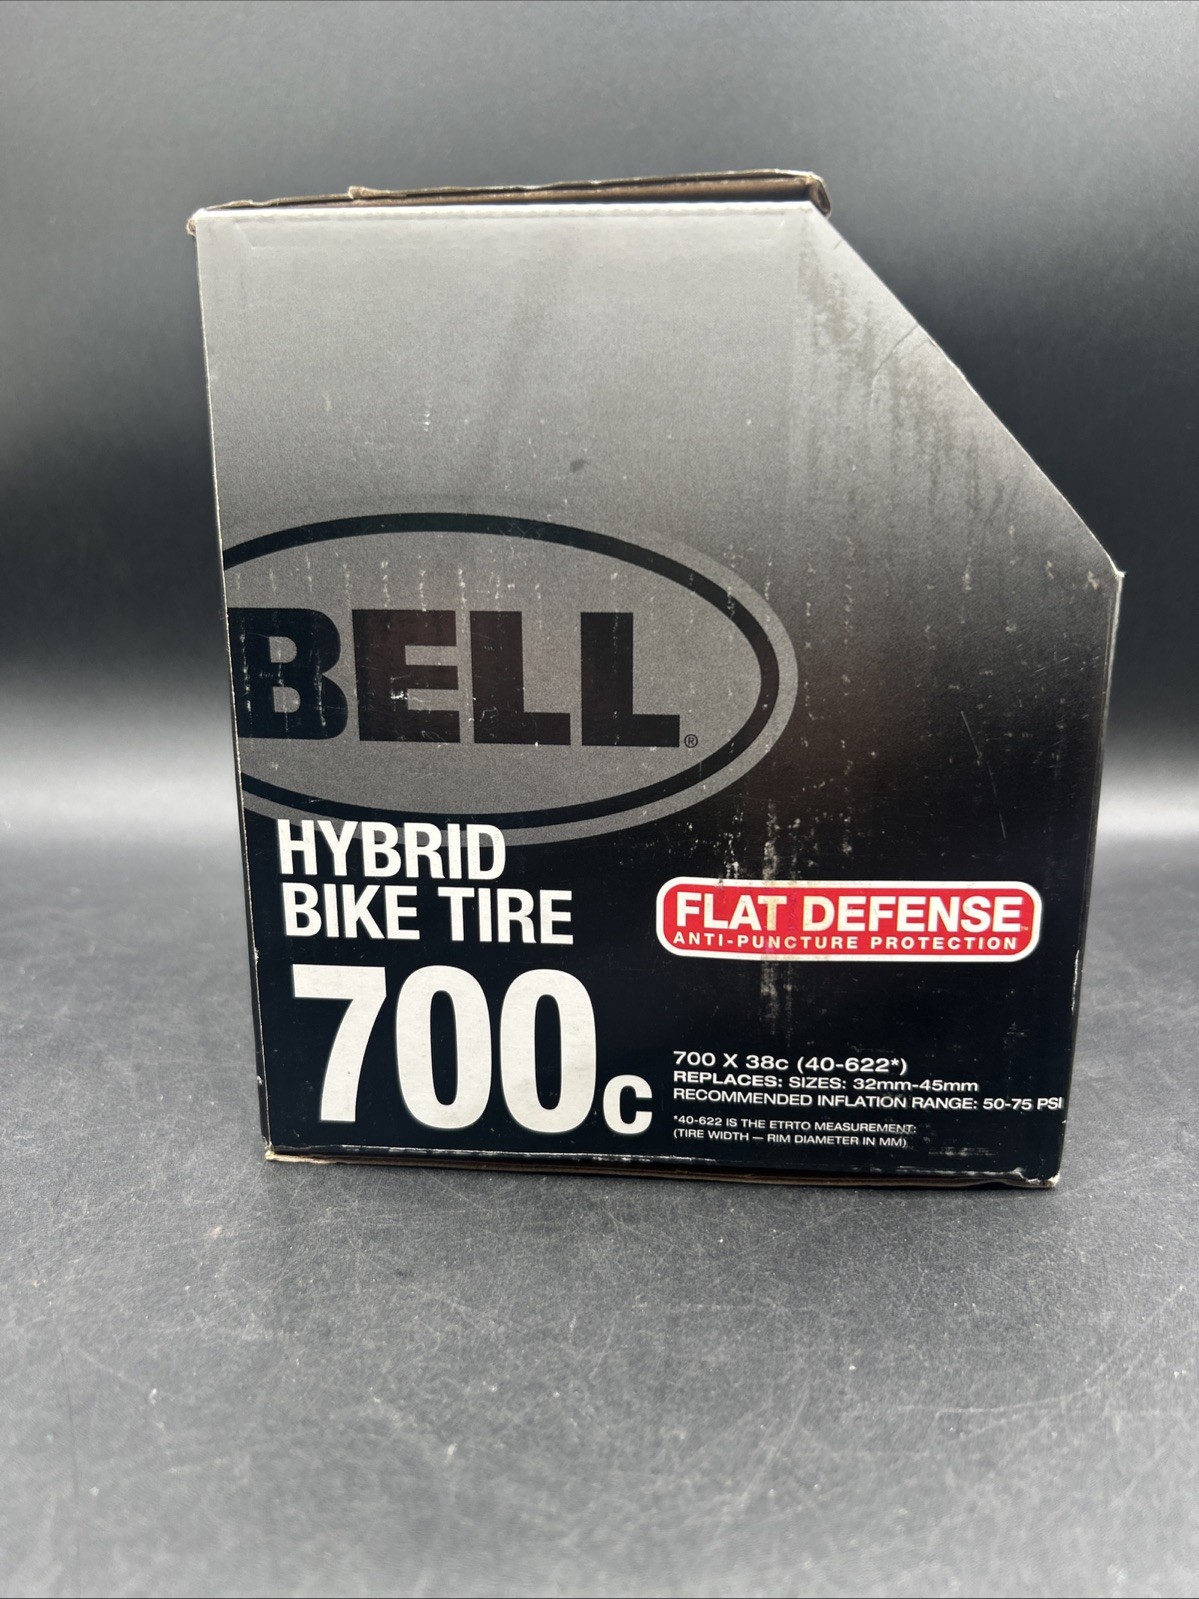 BELL®
HYBRID
BIKE TIRE
700c
FLAT DEFENSE™
ANTI-PUNCTURE PROTECTION
700 X 38c (40-622*)
REPLACES: SIZES: 32mm-45mm
RECOMMENDED INFLATION RANGE: 50-75 PSI
*40-622 IS THE ETRTO MEASUREMENT:
(TIRE WIDTH — RIM DIAMETER IN MM)